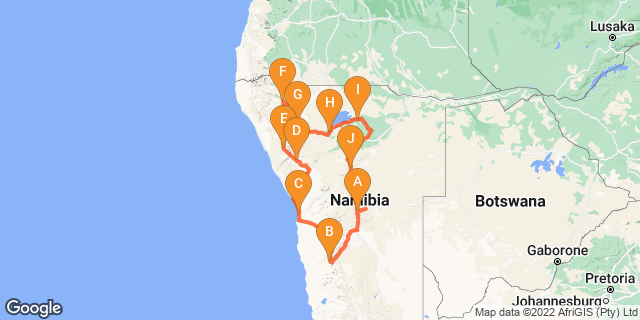 Lusaka
F
G
H
I
E
D
J
C
A
Namibia
Botswana
B
Gaborone
Pretoria
Johannesburg
Google
Map data ©2022 AfriGIS (Pty) Ltd